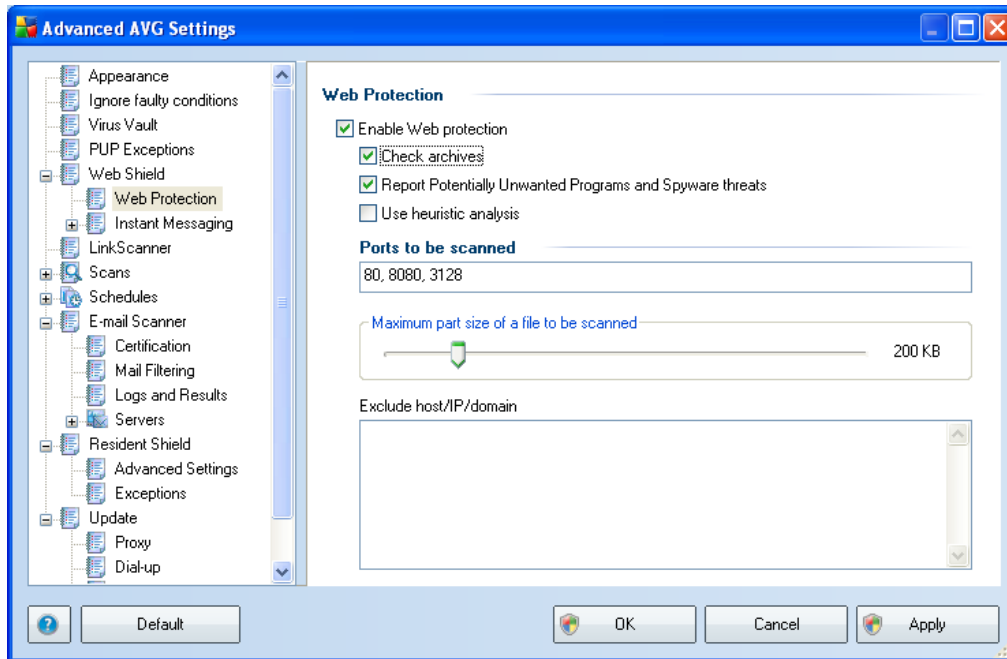 Advanced AVG Settings
Appearance
Ignore faulty conditions
Virus Vault
PUP Exceptions
Web Shield
Web Protection
Instant Messaging
LinkScanner
Scans
Schedules
E-mail Scanner
Certification
Mail Filtering
Logs and Results
Servers
Resident Shield
Advanced Settings
Exceptions
Update
Proxy
Dial-up
Web Protection
Enable Web protection
Check archives
Report Potentially Unwanted Programs and Spyware threats
Use heuristic analysis
Ports to be scanned
80, 8080, 3128
Maximum part size of a file to be scanned
200 KB
Exclude host/IP/domain
? Default OK Cancel Apply